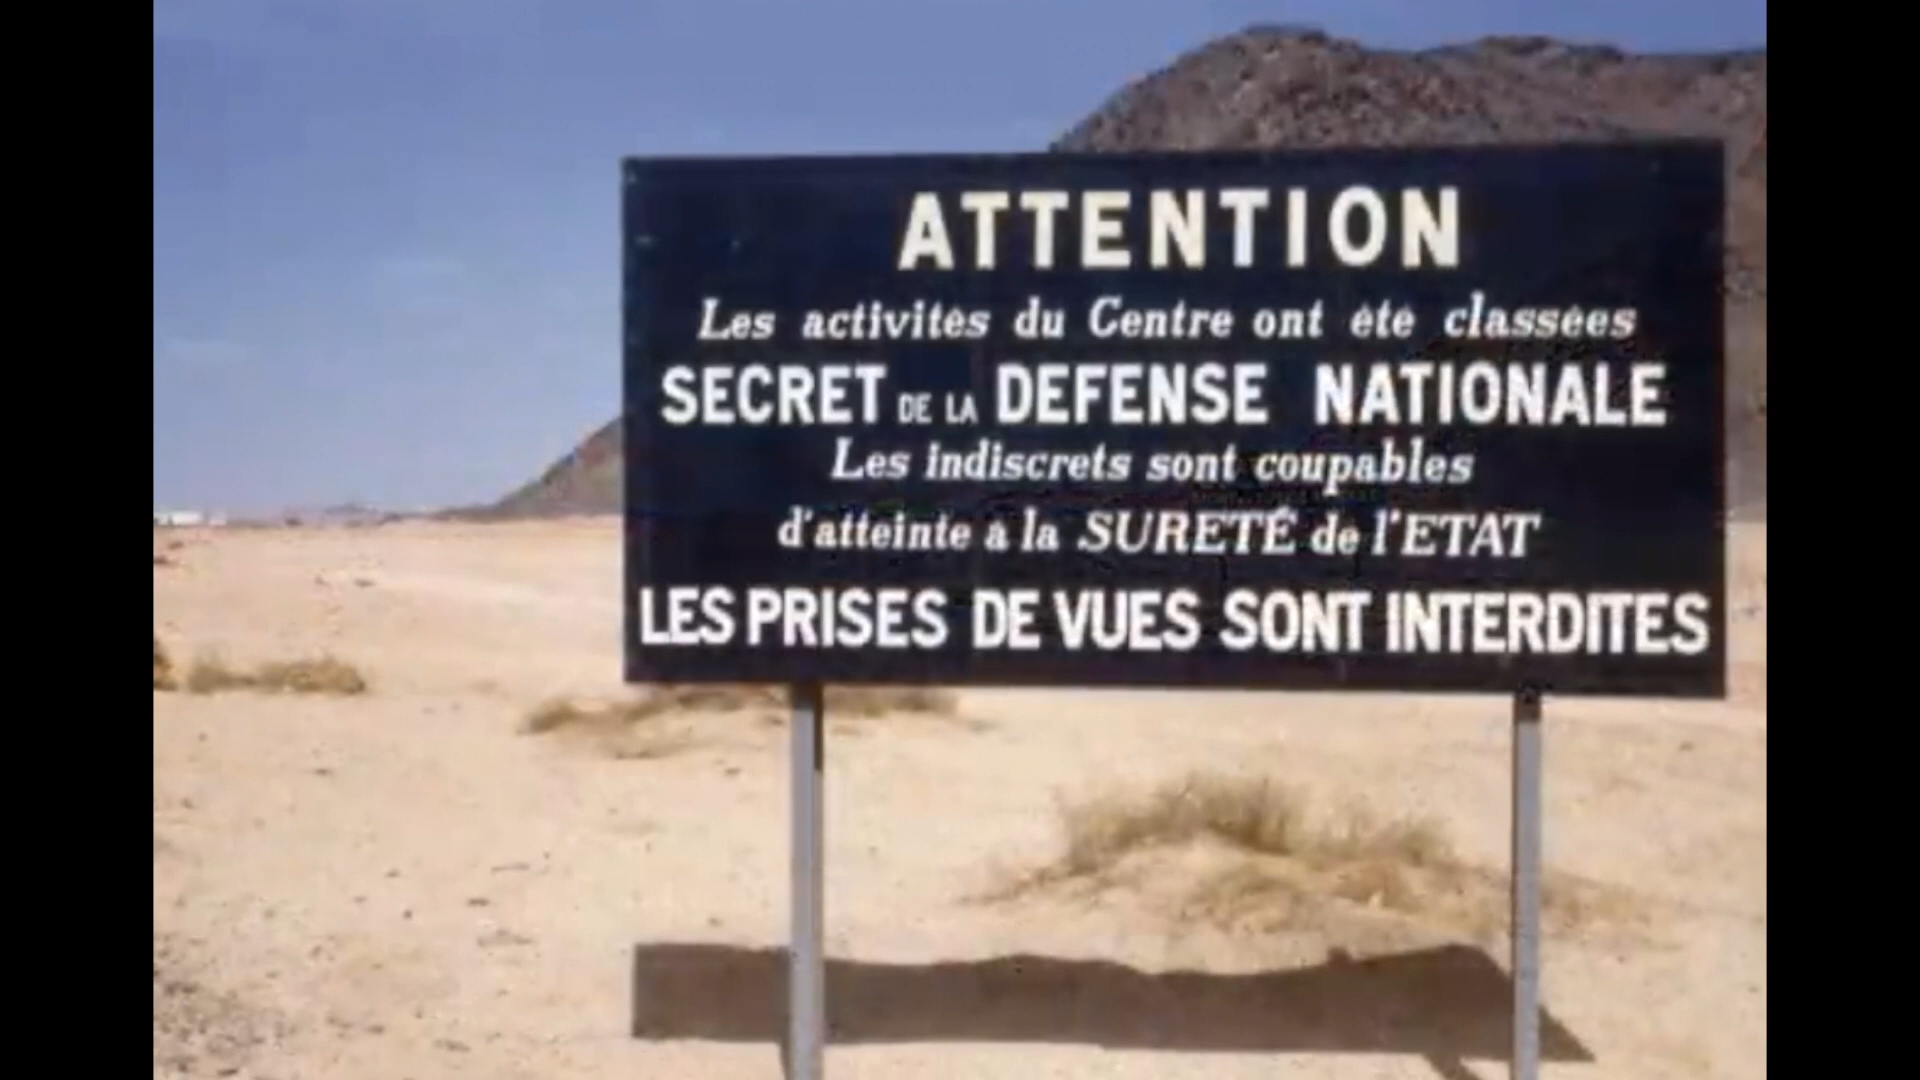 ATTENTION
Les activités du Centre ont été classées
SECRET DE LA DEFENSE NATIONALE
Les indiscrets sont coupables
d'atteinte à la SURETÉ de l'ETAT
LES PRISES DE VUES SONT INTERDITES